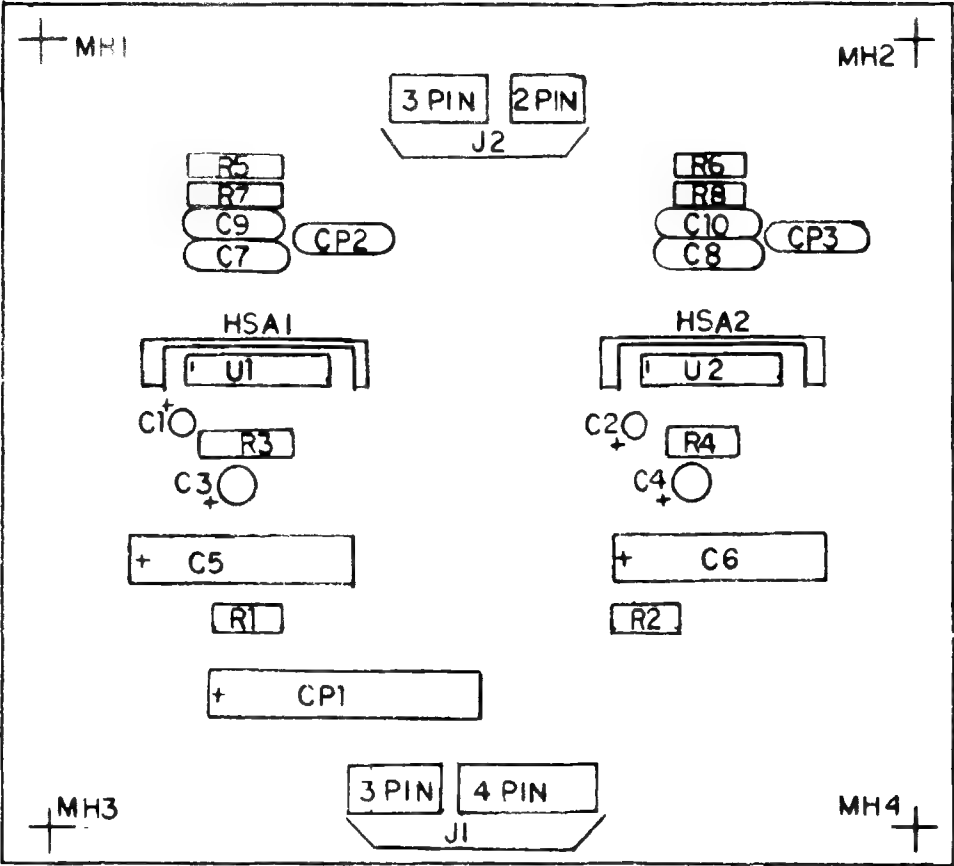 MH1
MH2
3 PIN 2 PIN
J2
R5
R6
R7
R8
C9
C10
CP2
CP3
C7
C8
HSA1
HSA2
U1
U2
+
C1
C2
+
R3
R4
C3
+
C4
+
+ C5
+ C6
R1
R2
+ CP1
3 PIN 4 PIN
J1
MH3
MH4